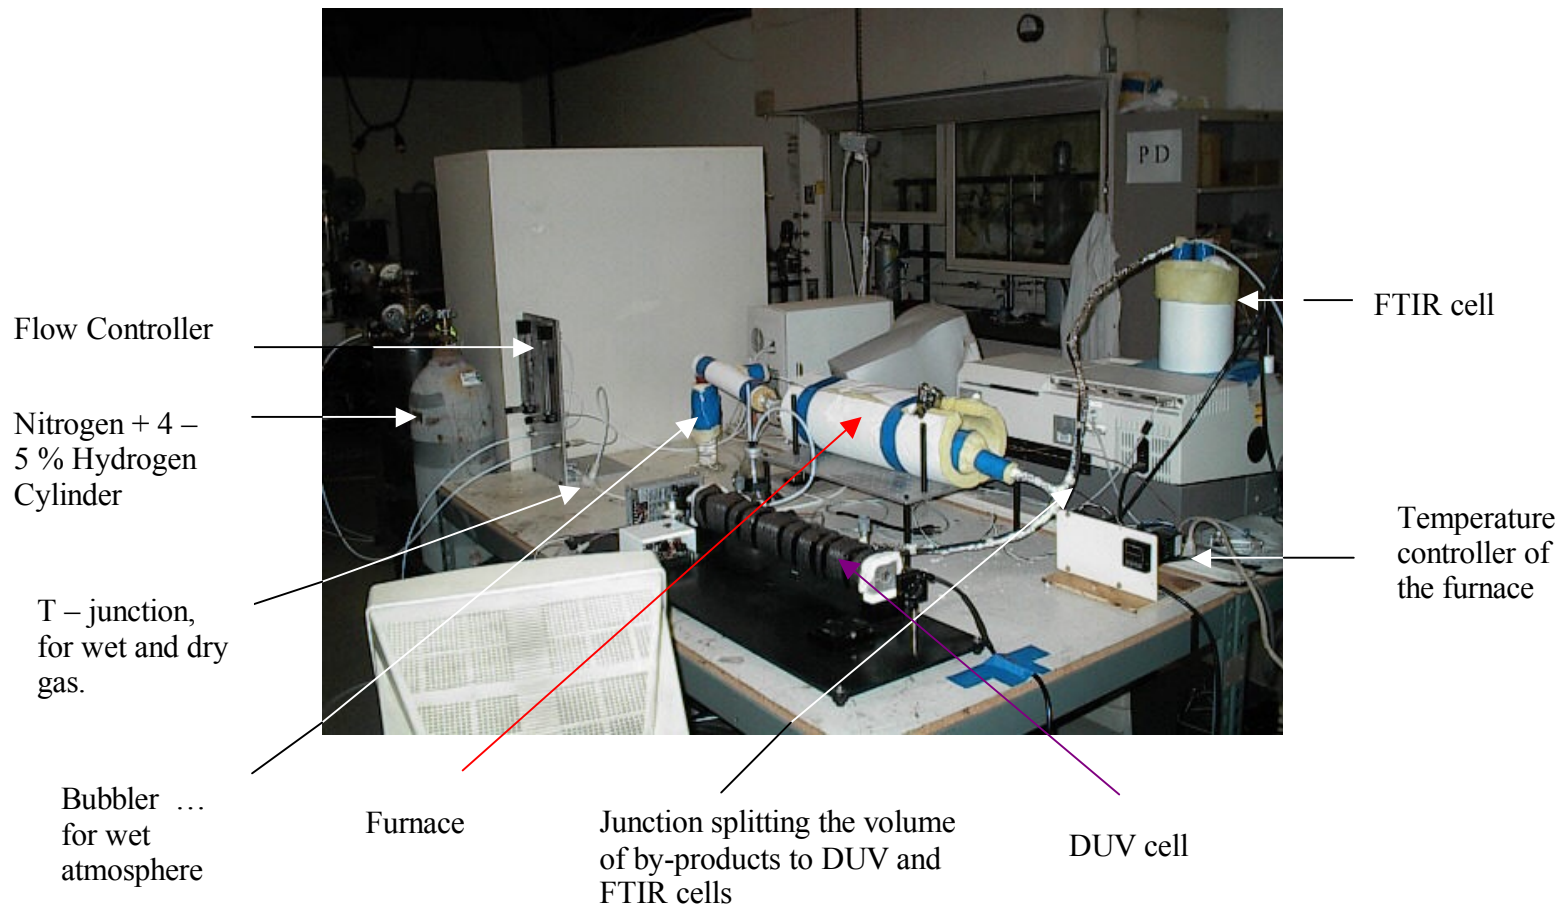 PD
Flow Controller
FTIR cell
Nitrogen + 4 –
5 % Hydrogen
Cylinder
Temperature
controller of
the furnace
T – junction,
for wet and dry
gas.
Bubbler …
for wet
atmosphere
Furnace
Junction splitting the volume
of by-products to DUV and
FTIR cells
DUV cell